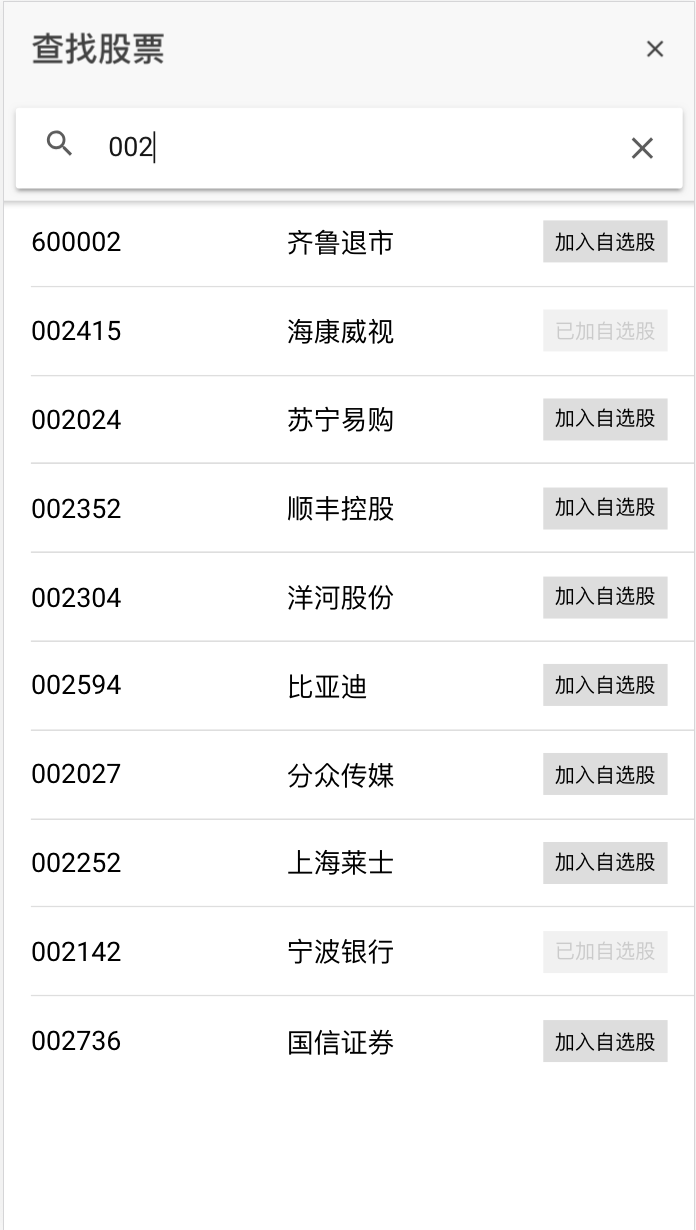 查找股票
002
600002 齐鲁退市 加入自选股
002415 海康威视 已加自选股
002024 苏宁易购 加入自选股
002352 顺丰控股 加入自选股
002304 洋河股份 加入自选股
002594 比亚迪 加入自选股
002027 分众传媒 加入自选股
002252 上海莱士 加入自选股
002142 宁波银行 已加自选股
002736 国信证券 加入自选股